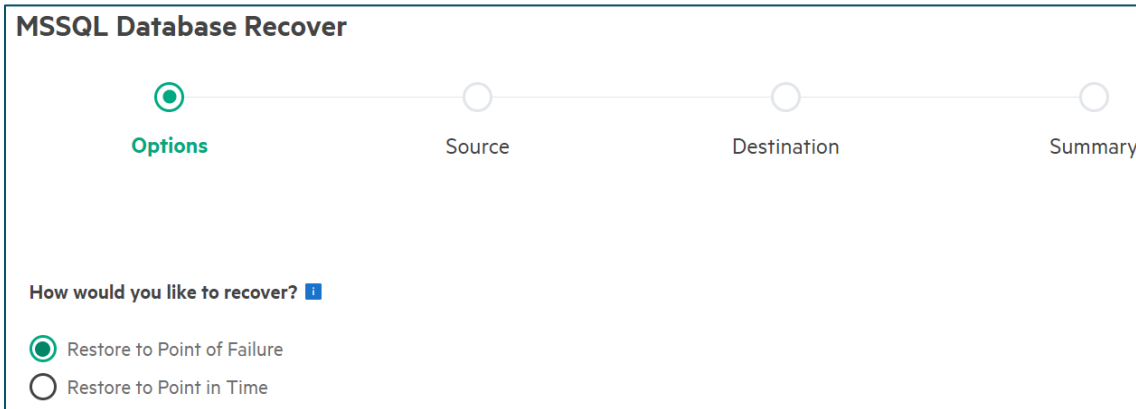 MSSQL Database Recover
Options
Source
Destination
Summary
How would you like to recover? i
Restore to Point of Failure
Restore to Point in Time